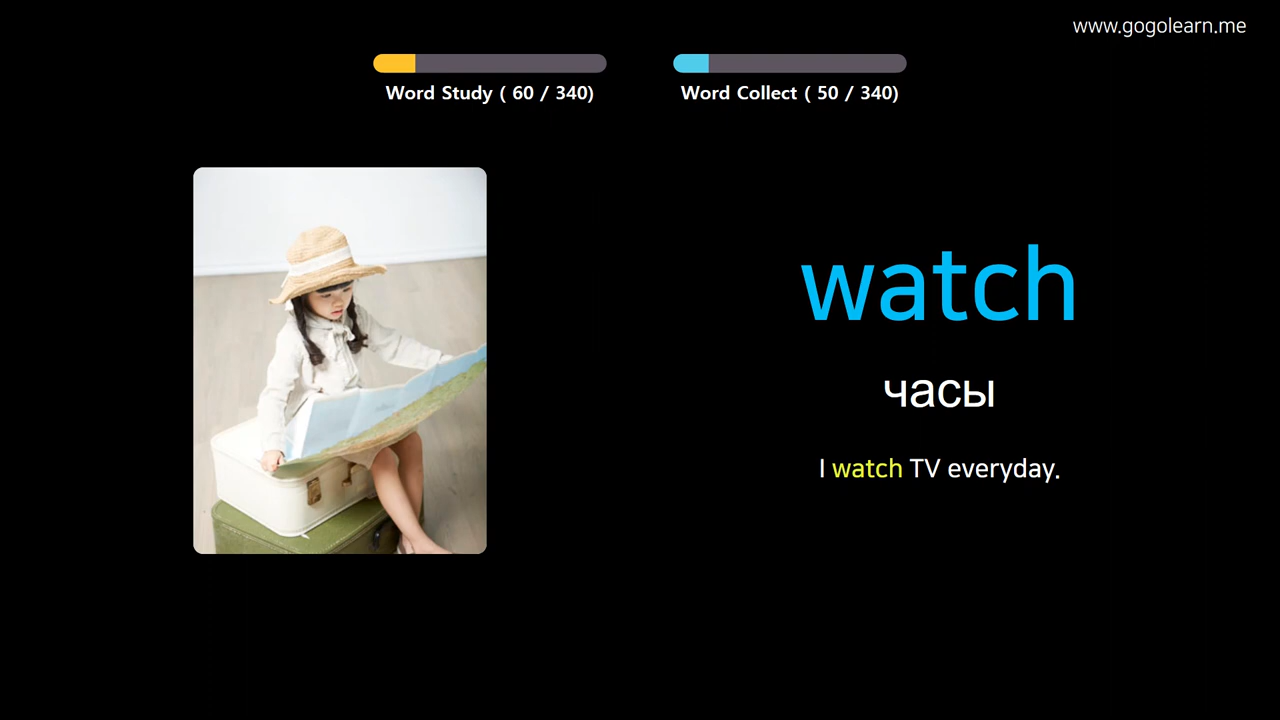 www.gogolearn.me
Word Study ( 60 / 340)
Word Collect ( 50 / 340)
watch
часы
I watch TV everyday.